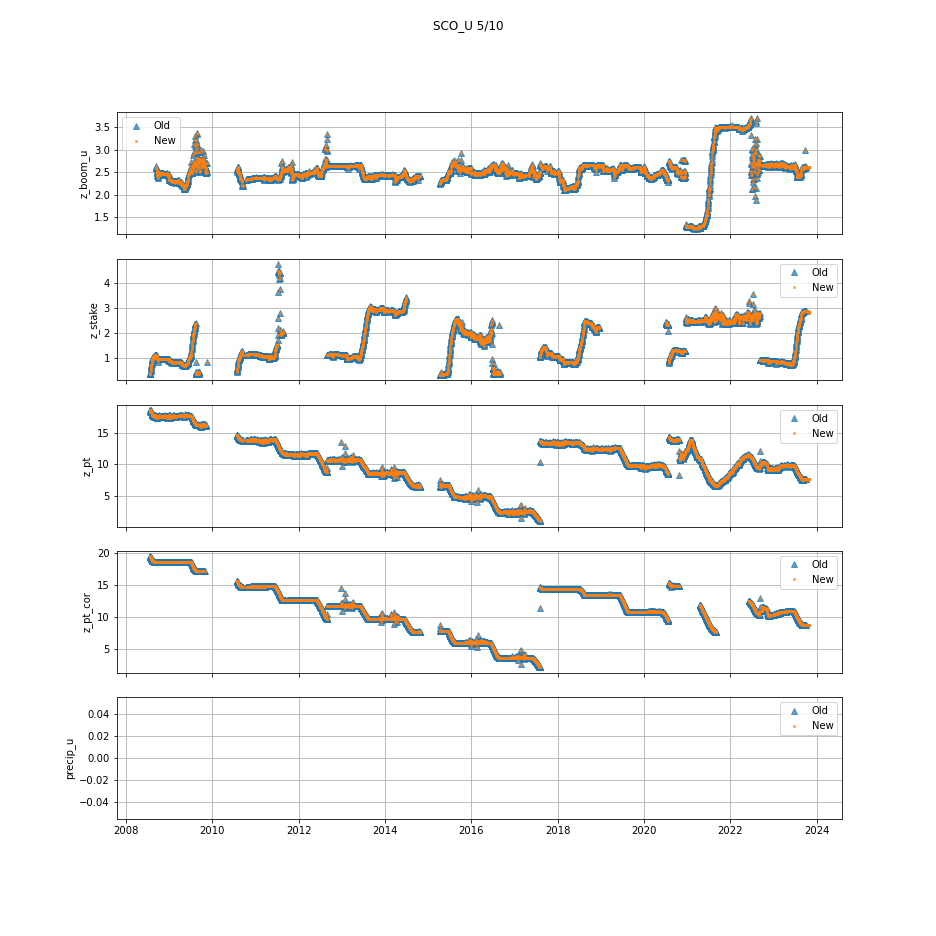 SCO_U 5/10
3.5
3.0
2.5
2.0
1.5
z_boom_u
Old
New
4
3
2
1
z_stake
Old
New
15
10
5
z_pt
Old
New
20
15
10
5
z_pt_cor
Old
New
0.04
0.02
0.00
−0.02
−0.04
precip_u
Old
New
2008 2010 2012 2014 2016 2018 2020 2022 2024